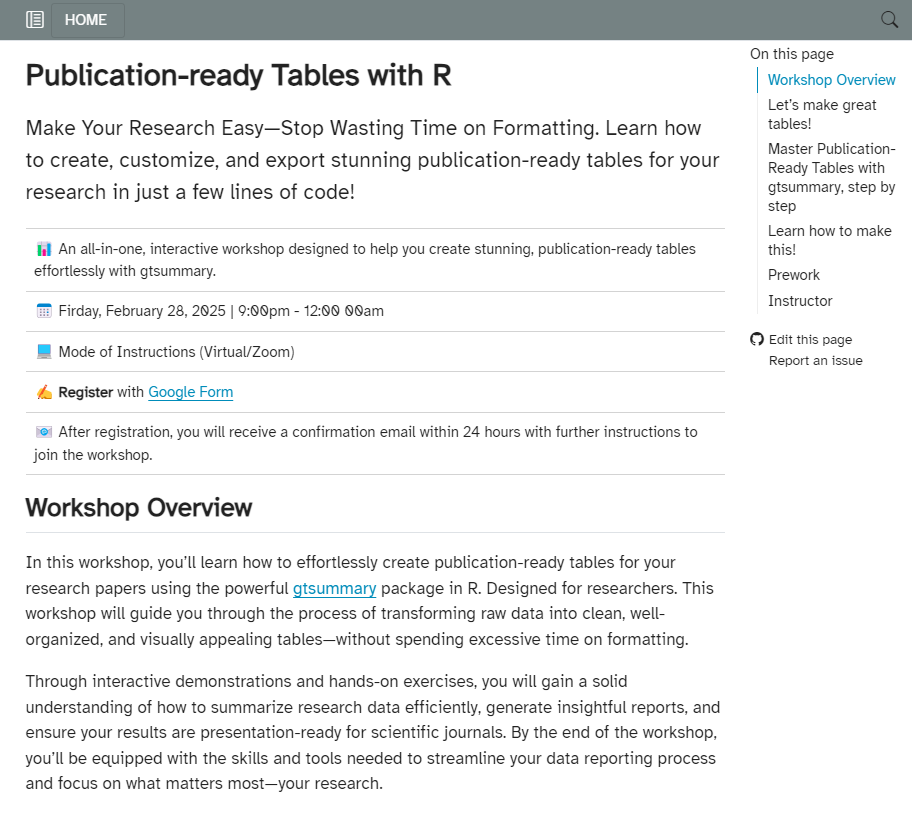 HOME
Publication-ready Tables with R
Make Your Research Easy—Stop Wasting Time on Formatting. Learn how
to create, customize, and export stunning publication-ready tables for your
research in just a few lines of code!
An all-in-one, interactive workshop designed to help you create stunning, publication-ready tables
effortlessly with gtsummary.
Firday, February 28, 2025 | 9:00pm - 12:00 00am
Mode of Instructions (Virtual/Zoom)
Register with Google Form
After registration, you will receive a confirmation email within 24 hours with further instructions to
join the workshop.
Workshop Overview
In this workshop, you’ll learn how to effortlessly create publication-ready tables for your
research papers using the powerful gtsummary package in R. Designed for researchers. This
workshop will guide you through the process of transforming raw data into clean, well-
organized, and visually appealing tables—without spending excessive time on formatting.
Through interactive demonstrations and hands-on exercises, you will gain a solid
understanding of how to summarize research data efficiently, generate insightful reports, and
ensure your results are presentation-ready for scientific journals. By the end of the workshop,
you’ll be equipped with the skills and tools needed to streamline your data reporting process
and focus on what matters most—your research.
On this page
Workshop Overview
Let’s make great
tables!
Master Publication-
Ready Tables with
gtsummary, step by
step
Learn how to make
this!
Prework
Instructor
Edit this page
Report an issue